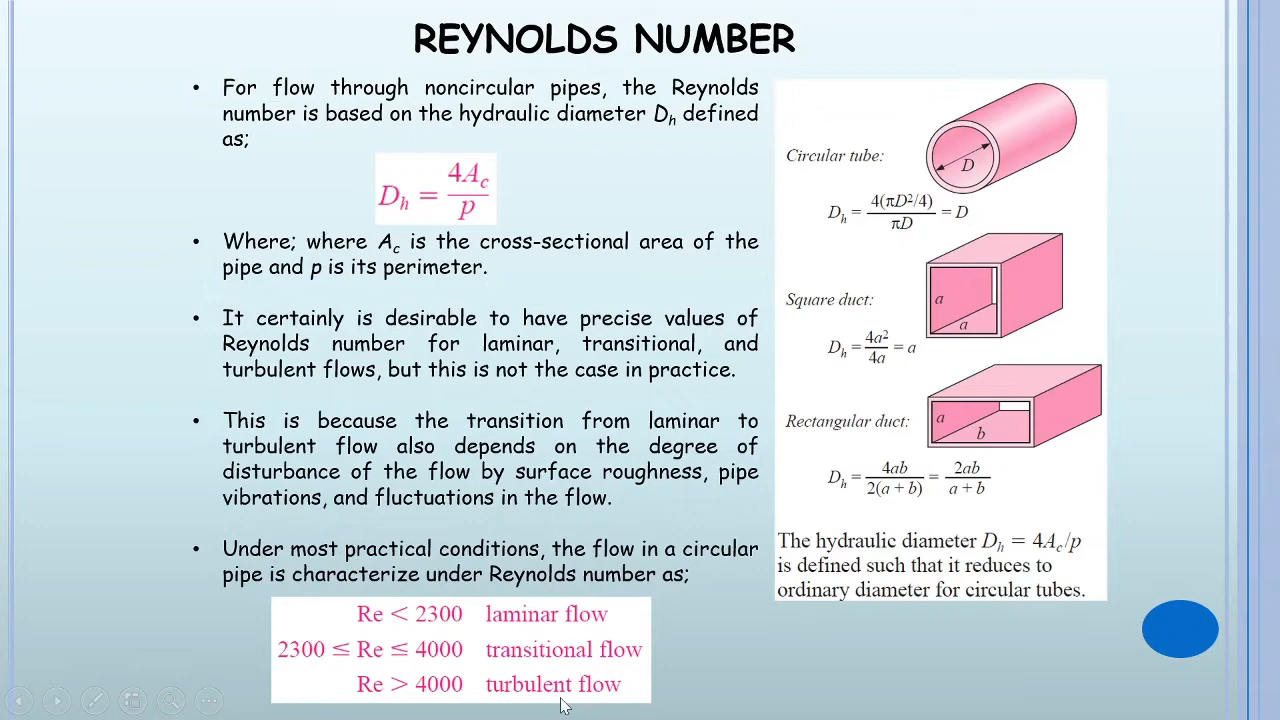 REYNOLDS NUMBER
• For flow through noncircular pipes, the Reynolds
number is based on the hydraulic diameter Dₕ defined
as;
Dₕ = 4A꜀/p
• Where; where A꜀ is the cross-sectional area of the
pipe and p is its perimeter.
• It certainly is desirable to have precise values of
Reynolds number for laminar, transitional, and
turbulent flows, but this is not the case in practice.
• This is because the transition from laminar to
turbulent flow also depends on the degree of
disturbance of the flow by surface roughness, pipe
vibrations, and fluctuations in the flow.
• Under most practical conditions, the flow in a circular
pipe is characterize under Reynolds number as;
Re < 2300 laminar flow
2300 ≤ Re ≤ 4000 transitional flow
Re > 4000 turbulent flow
Circular tube:
D
Dₕ = 4(πD²/4)/πD = D
Square duct:
a
a
Dₕ = 4a²/4a = a
Rectangular duct:
a
b
Dₕ = 4ab/2(a + b) = 2ab/a + b
The hydraulic diameter Dₕ = 4A꜀/p
is defined such that it reduces to
ordinary diameter for circular tubes.